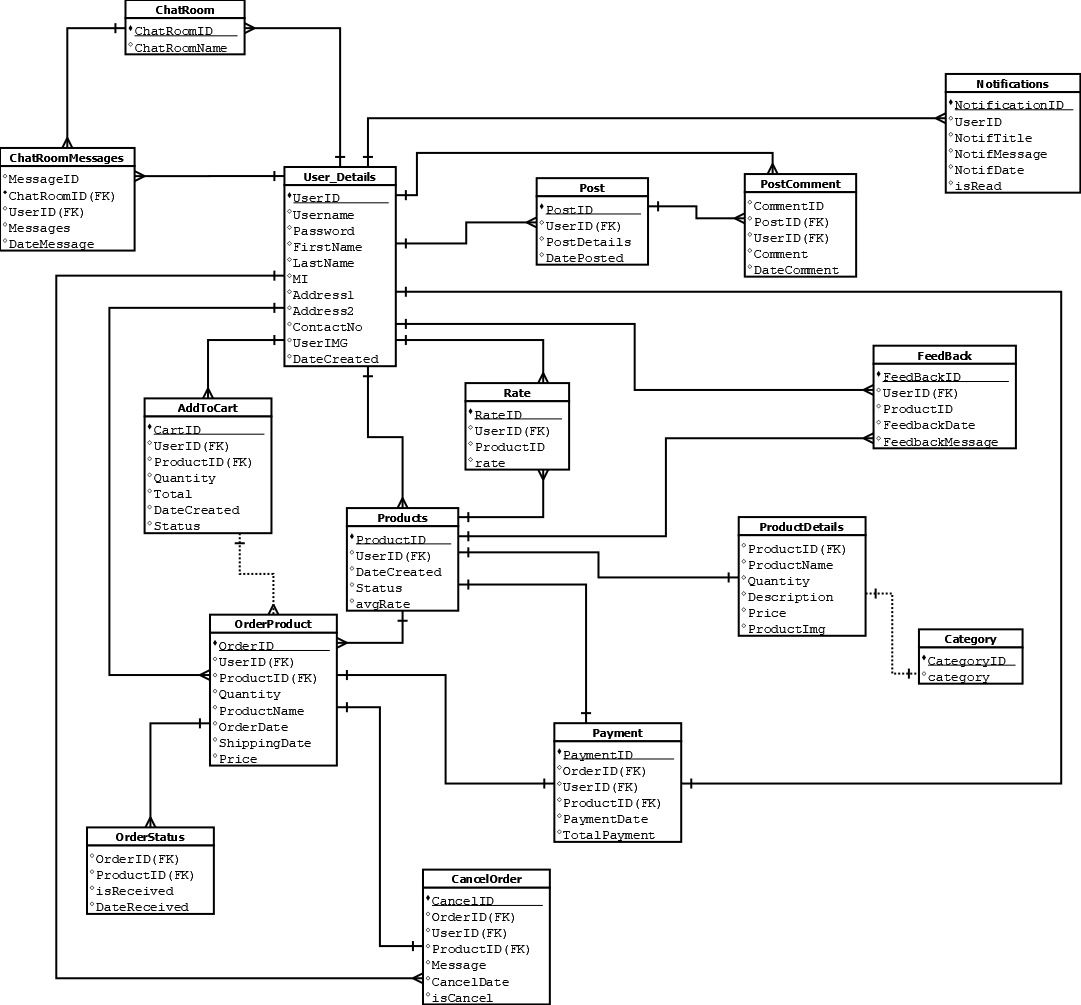 ChatRoom
ChatRoomID
ChatRoomName
Notifications
NotificationID
UserID
NotifTitle
NotifMessage
NotifDate
isRead
ChatRoomMessages
MessageID
ChatRoomID(FK)
UserID(FK)
Messages
DateMessage
User_Details
UserID
Username
Password
FirstName
LastName
MI
Address1
Address2
ContactNo
UserIMG
DateCreated
Post
PostID
UserID(FK)
PostDetails
DatePosted
PostComment
CommentID
PostID(FK)
UserID(FK)
Comment
DateComment
FeedBack
FeedBackID
UserID(FK)
ProductID
FeedbackDate
FeedbackMessage
Rate
RateID
UserID(FK)
ProductID
rate
AddToCart
CartID
UserID(FK)
ProductID(FK)
Quantity
Total
DateCreated
Status
Products
ProductID
UserID(FK)
DateCreated
Status
avgRate
ProductDetails
ProductID(FK)
ProductName
Quantity
Description
Price
ProductImg
Category
CategoryID
category
OrderProduct
OrderID
UserID(FK)
ProductID(FK)
Quantity
ProductName
OrderDate
ShippingDate
Price
Payment
PaymentID
OrderID(FK)
UserID(FK)
ProductID(FK)
PaymentDate
TotalPayment
OrderStatus
OrderID(FK)
ProductID(FK)
isReceived
DateReceived
CancelOrder
CancelID
OrderID(FK)
UserID(FK)
ProductID(FK)
Message
CancelDate
isCancel